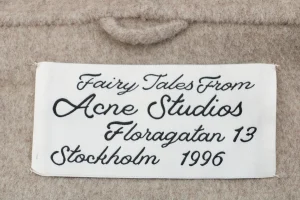 Fairy Tales From
Acne Studios
Floragatan 13
Stockholm 1996